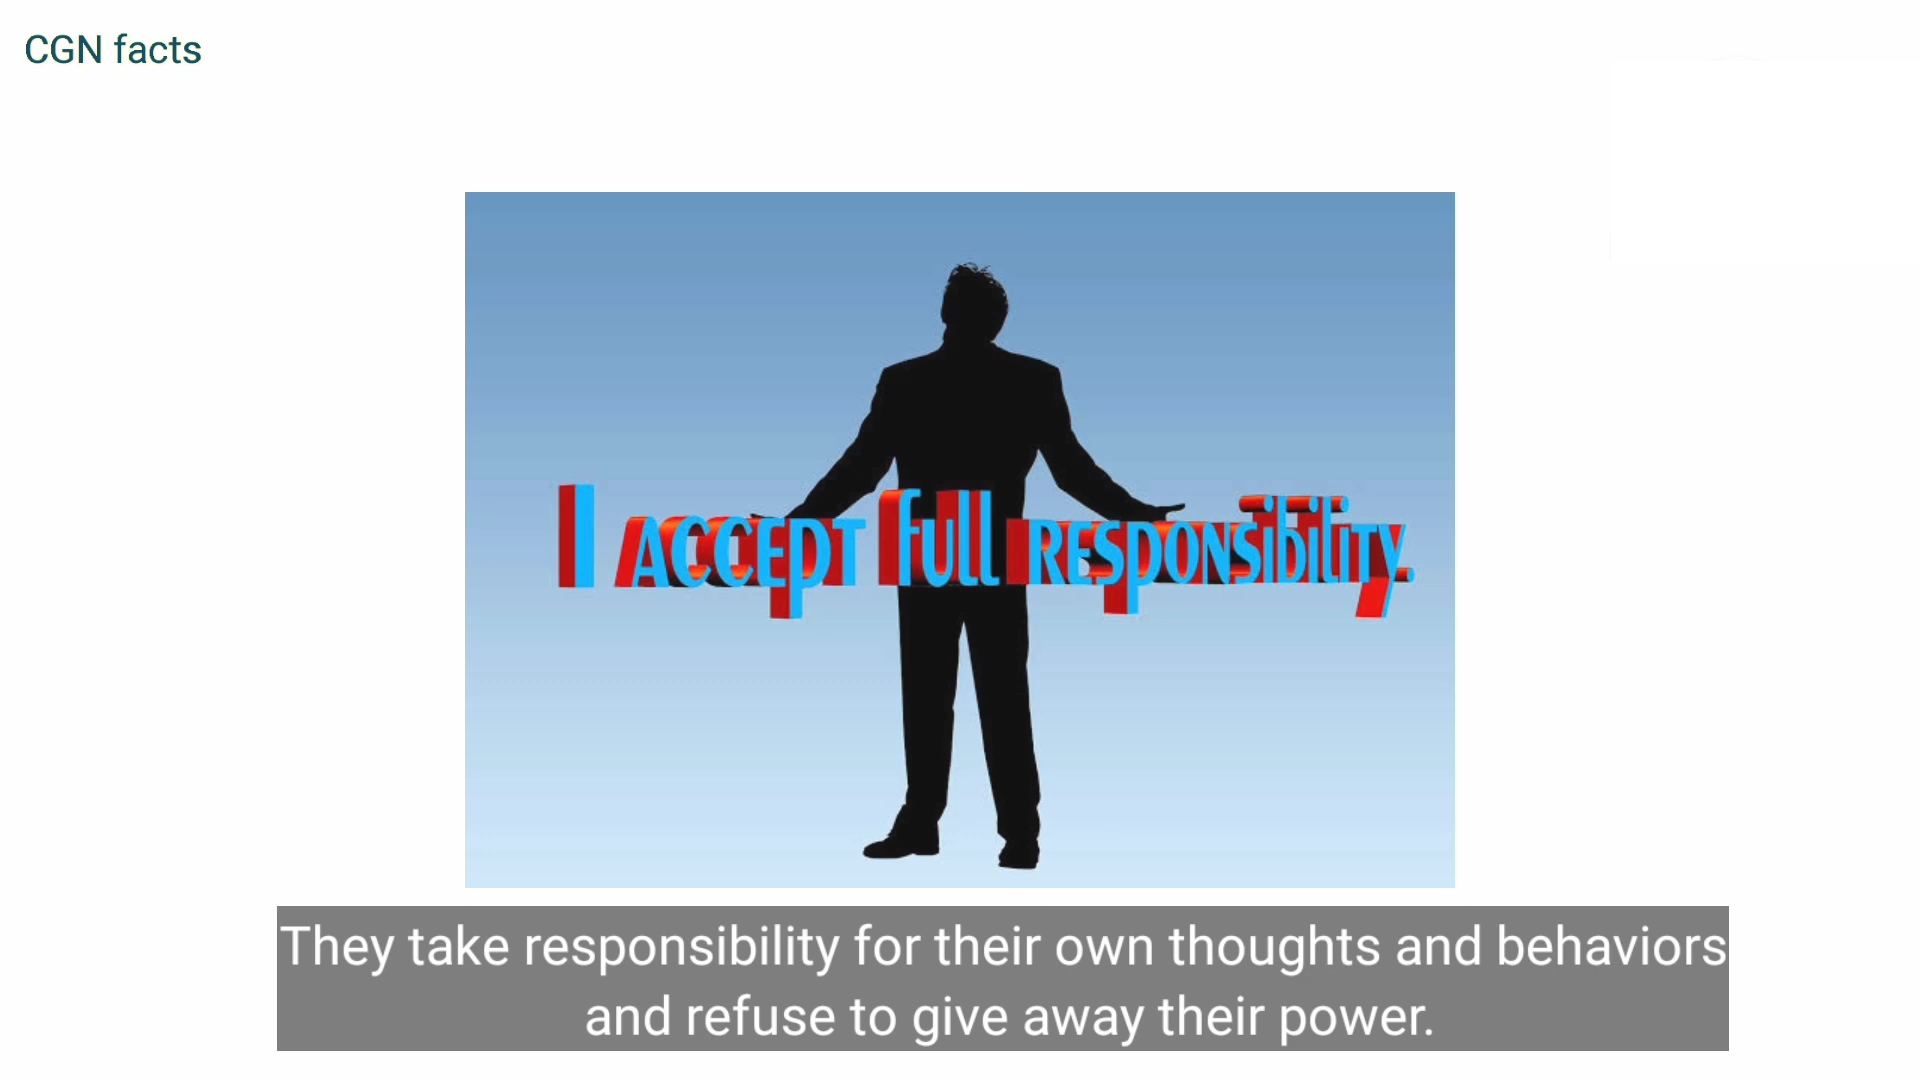 CGN facts
I ACCEPT full RESPONSibility.
They take responsibility for their own thoughts and behaviors
and refuse to give away their power.